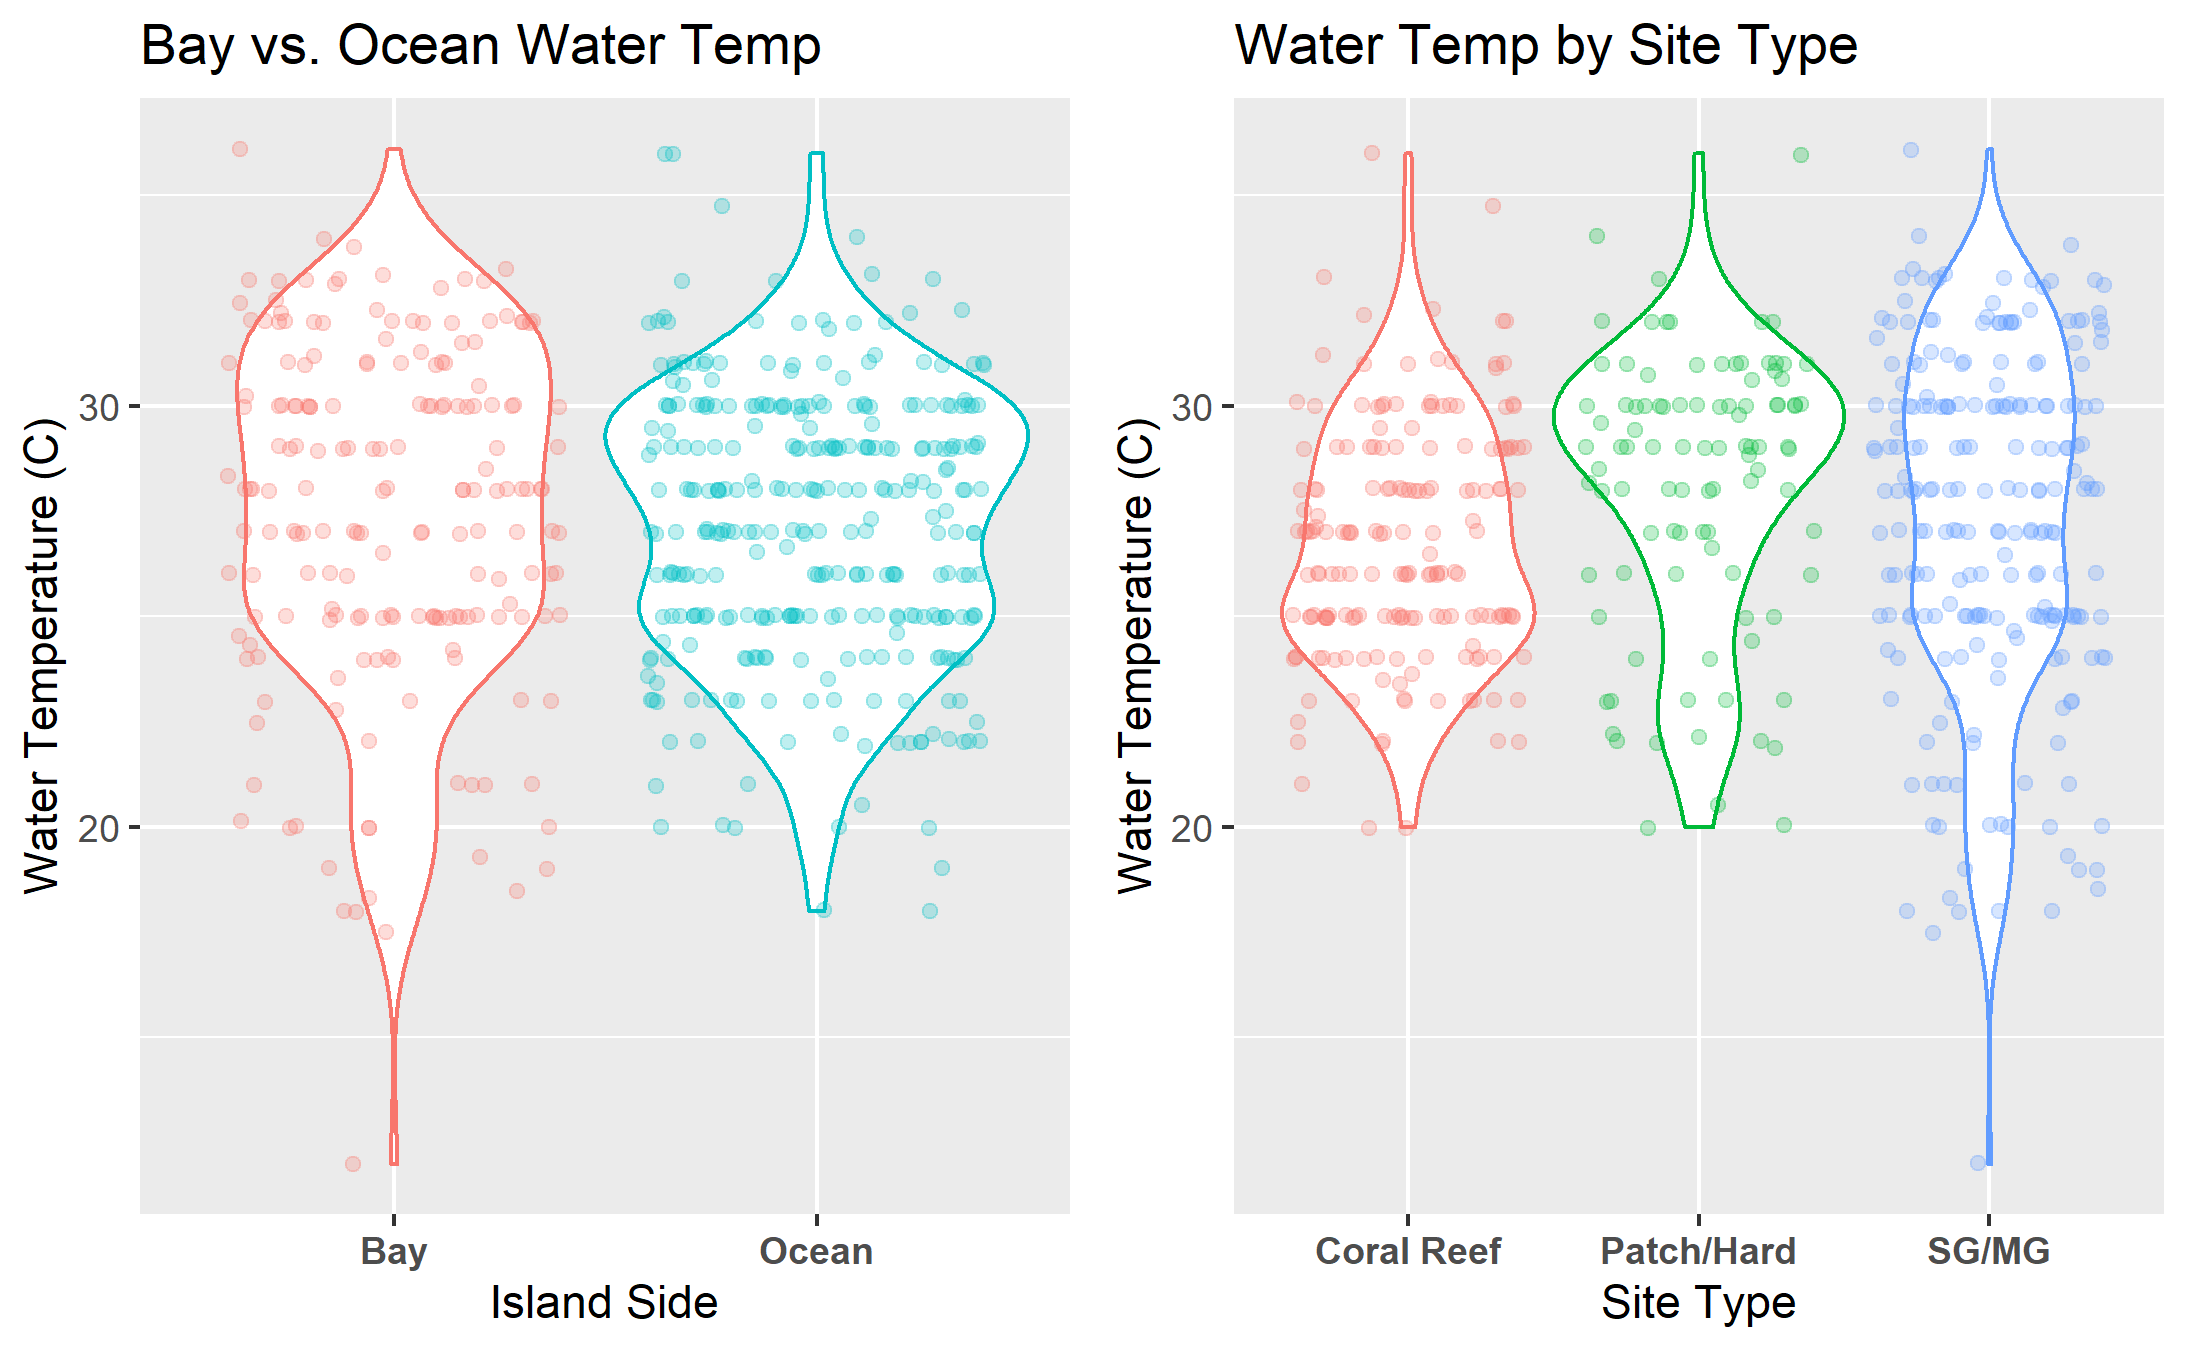 Bay vs. Ocean Water Temp
Water Temperature (C)
30
20
Bay Ocean
Island Side
Water Temp by Site Type
Water Temperature (C)
30
20
Coral Reef Patch/Hard SG/MG
Site Type